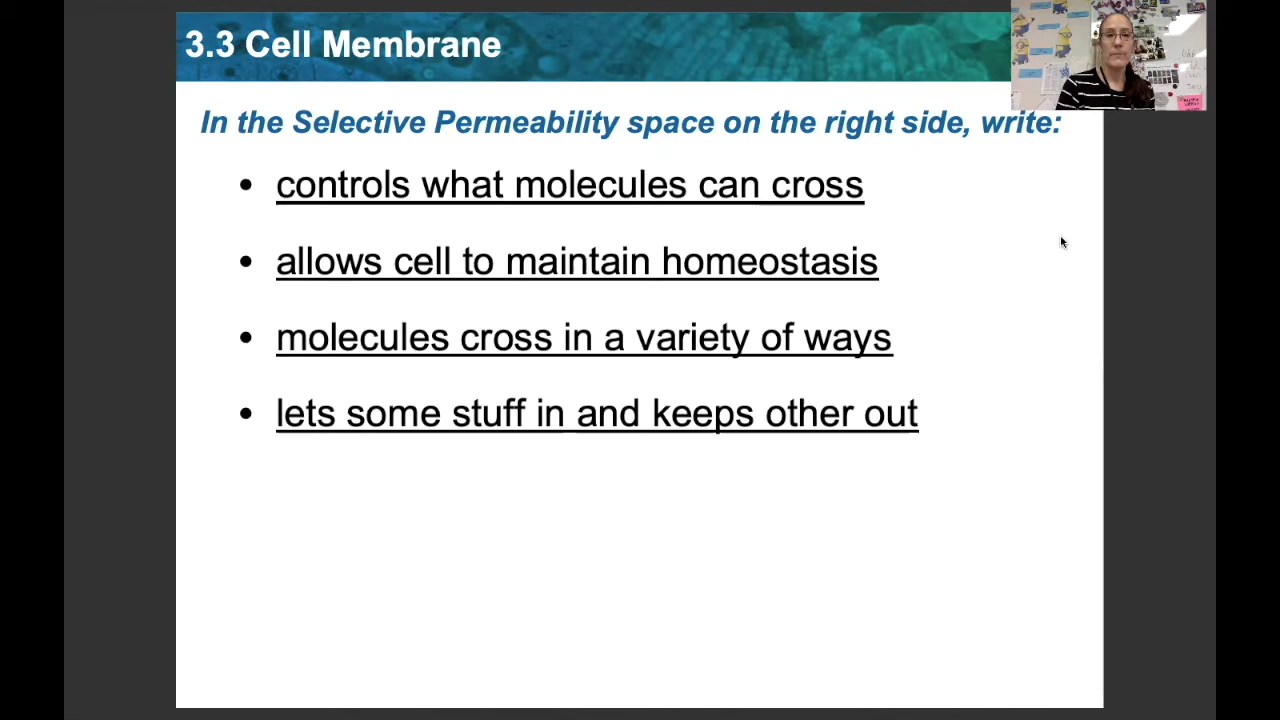 3.3 Cell Membrane
In the Selective Permeability space on the right side, write:
• controls what molecules can cross
• allows cell to maintain homeostasis
• molecules cross in a variety of ways
• lets some stuff in and keeps other out